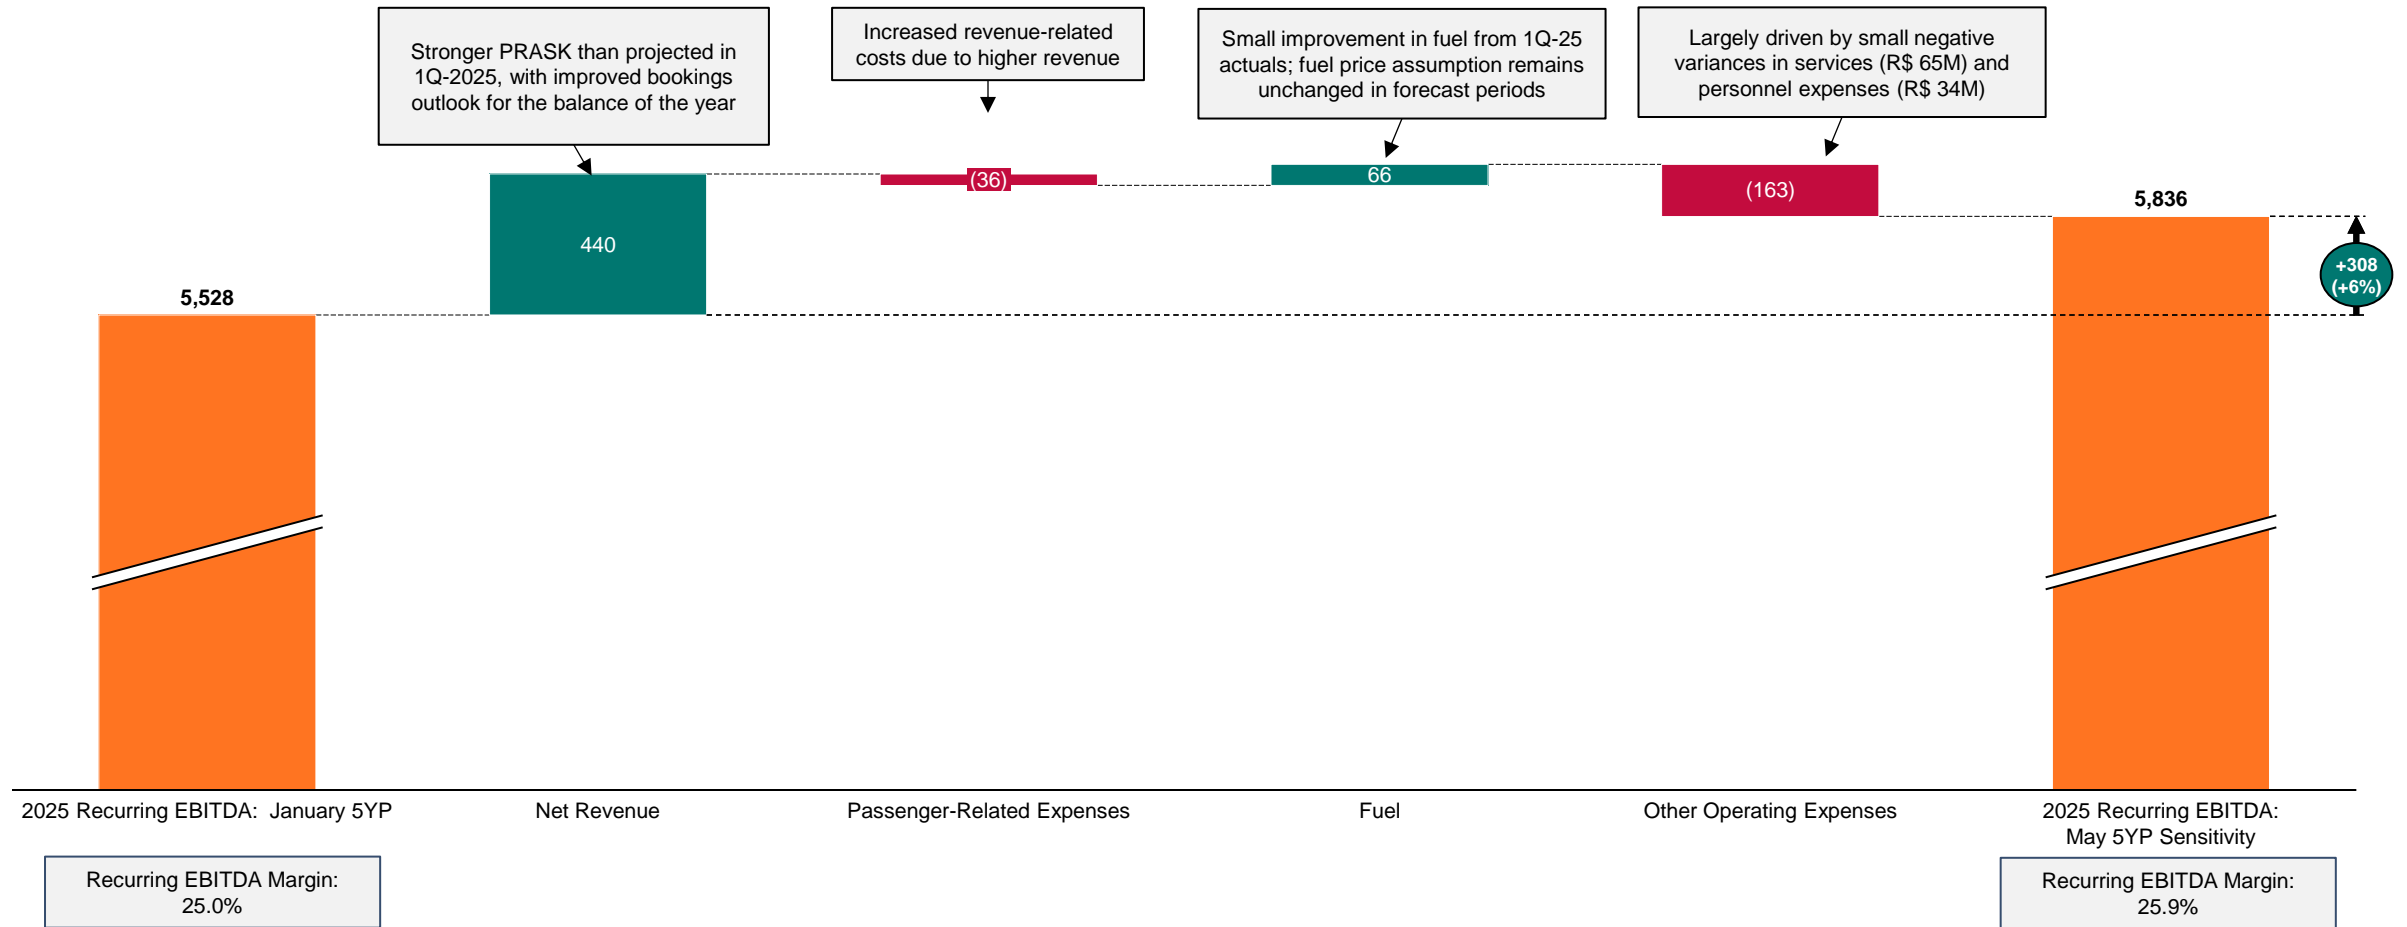 Stronger PRASK than projected in
1Q-2025, with improved bookings
outlook for the balance of the year
Increased revenue-related
costs due to higher revenue
Small improvement in fuel from 1Q-25
actuals; fuel price assumption remains
unchanged in forecast periods
Largely driven by small negative
variances in services (R$ 65M) and
personnel expenses (R$ 34M)
5,528
440
(36)
66
(163)
5,836
+308
(+6%)
2025 Recurring EBITDA:  January 5YP
Net Revenue
Passenger-Related Expenses
Fuel
Other Operating Expenses
2025 Recurring EBITDA:
May 5YP Sensitivity
Recurring EBITDA Margin:
25.0%
Recurring EBITDA Margin:
25.9%